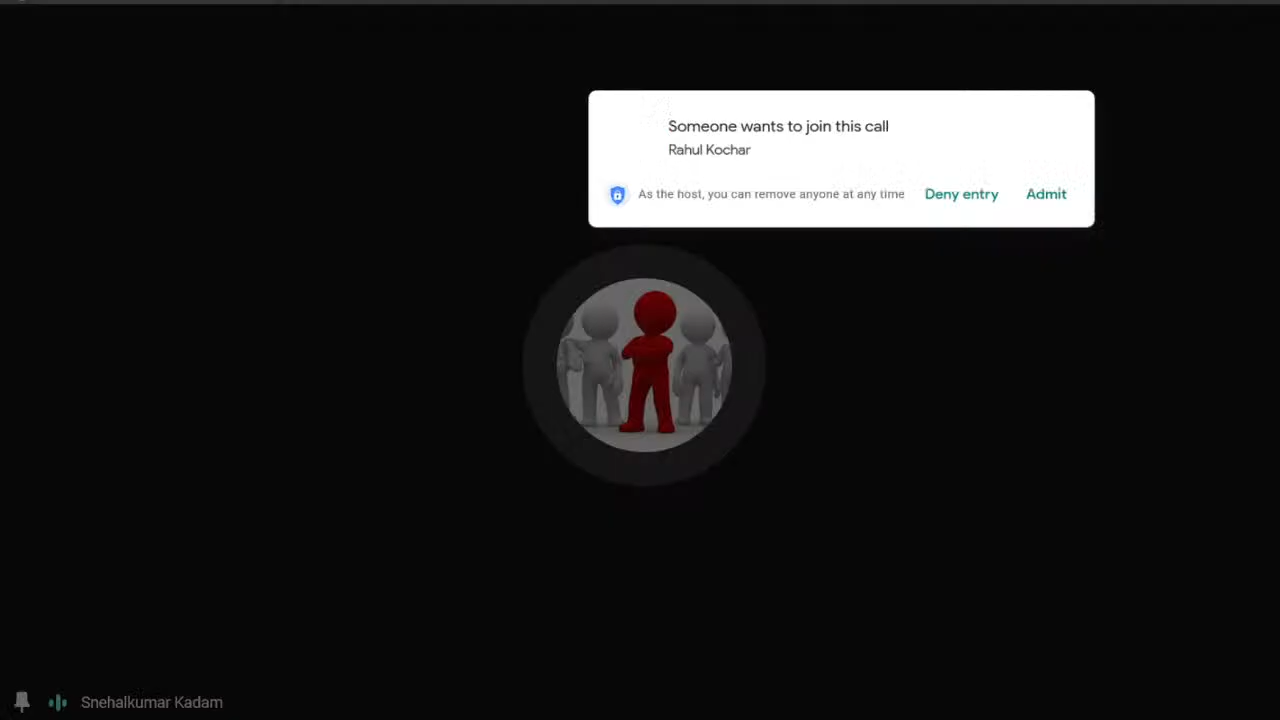 Someone wants to join this call
Rahul Kochar
As the host, you can remove anyone at any time
Deny entry
Admit
Snehalkumar Kadam